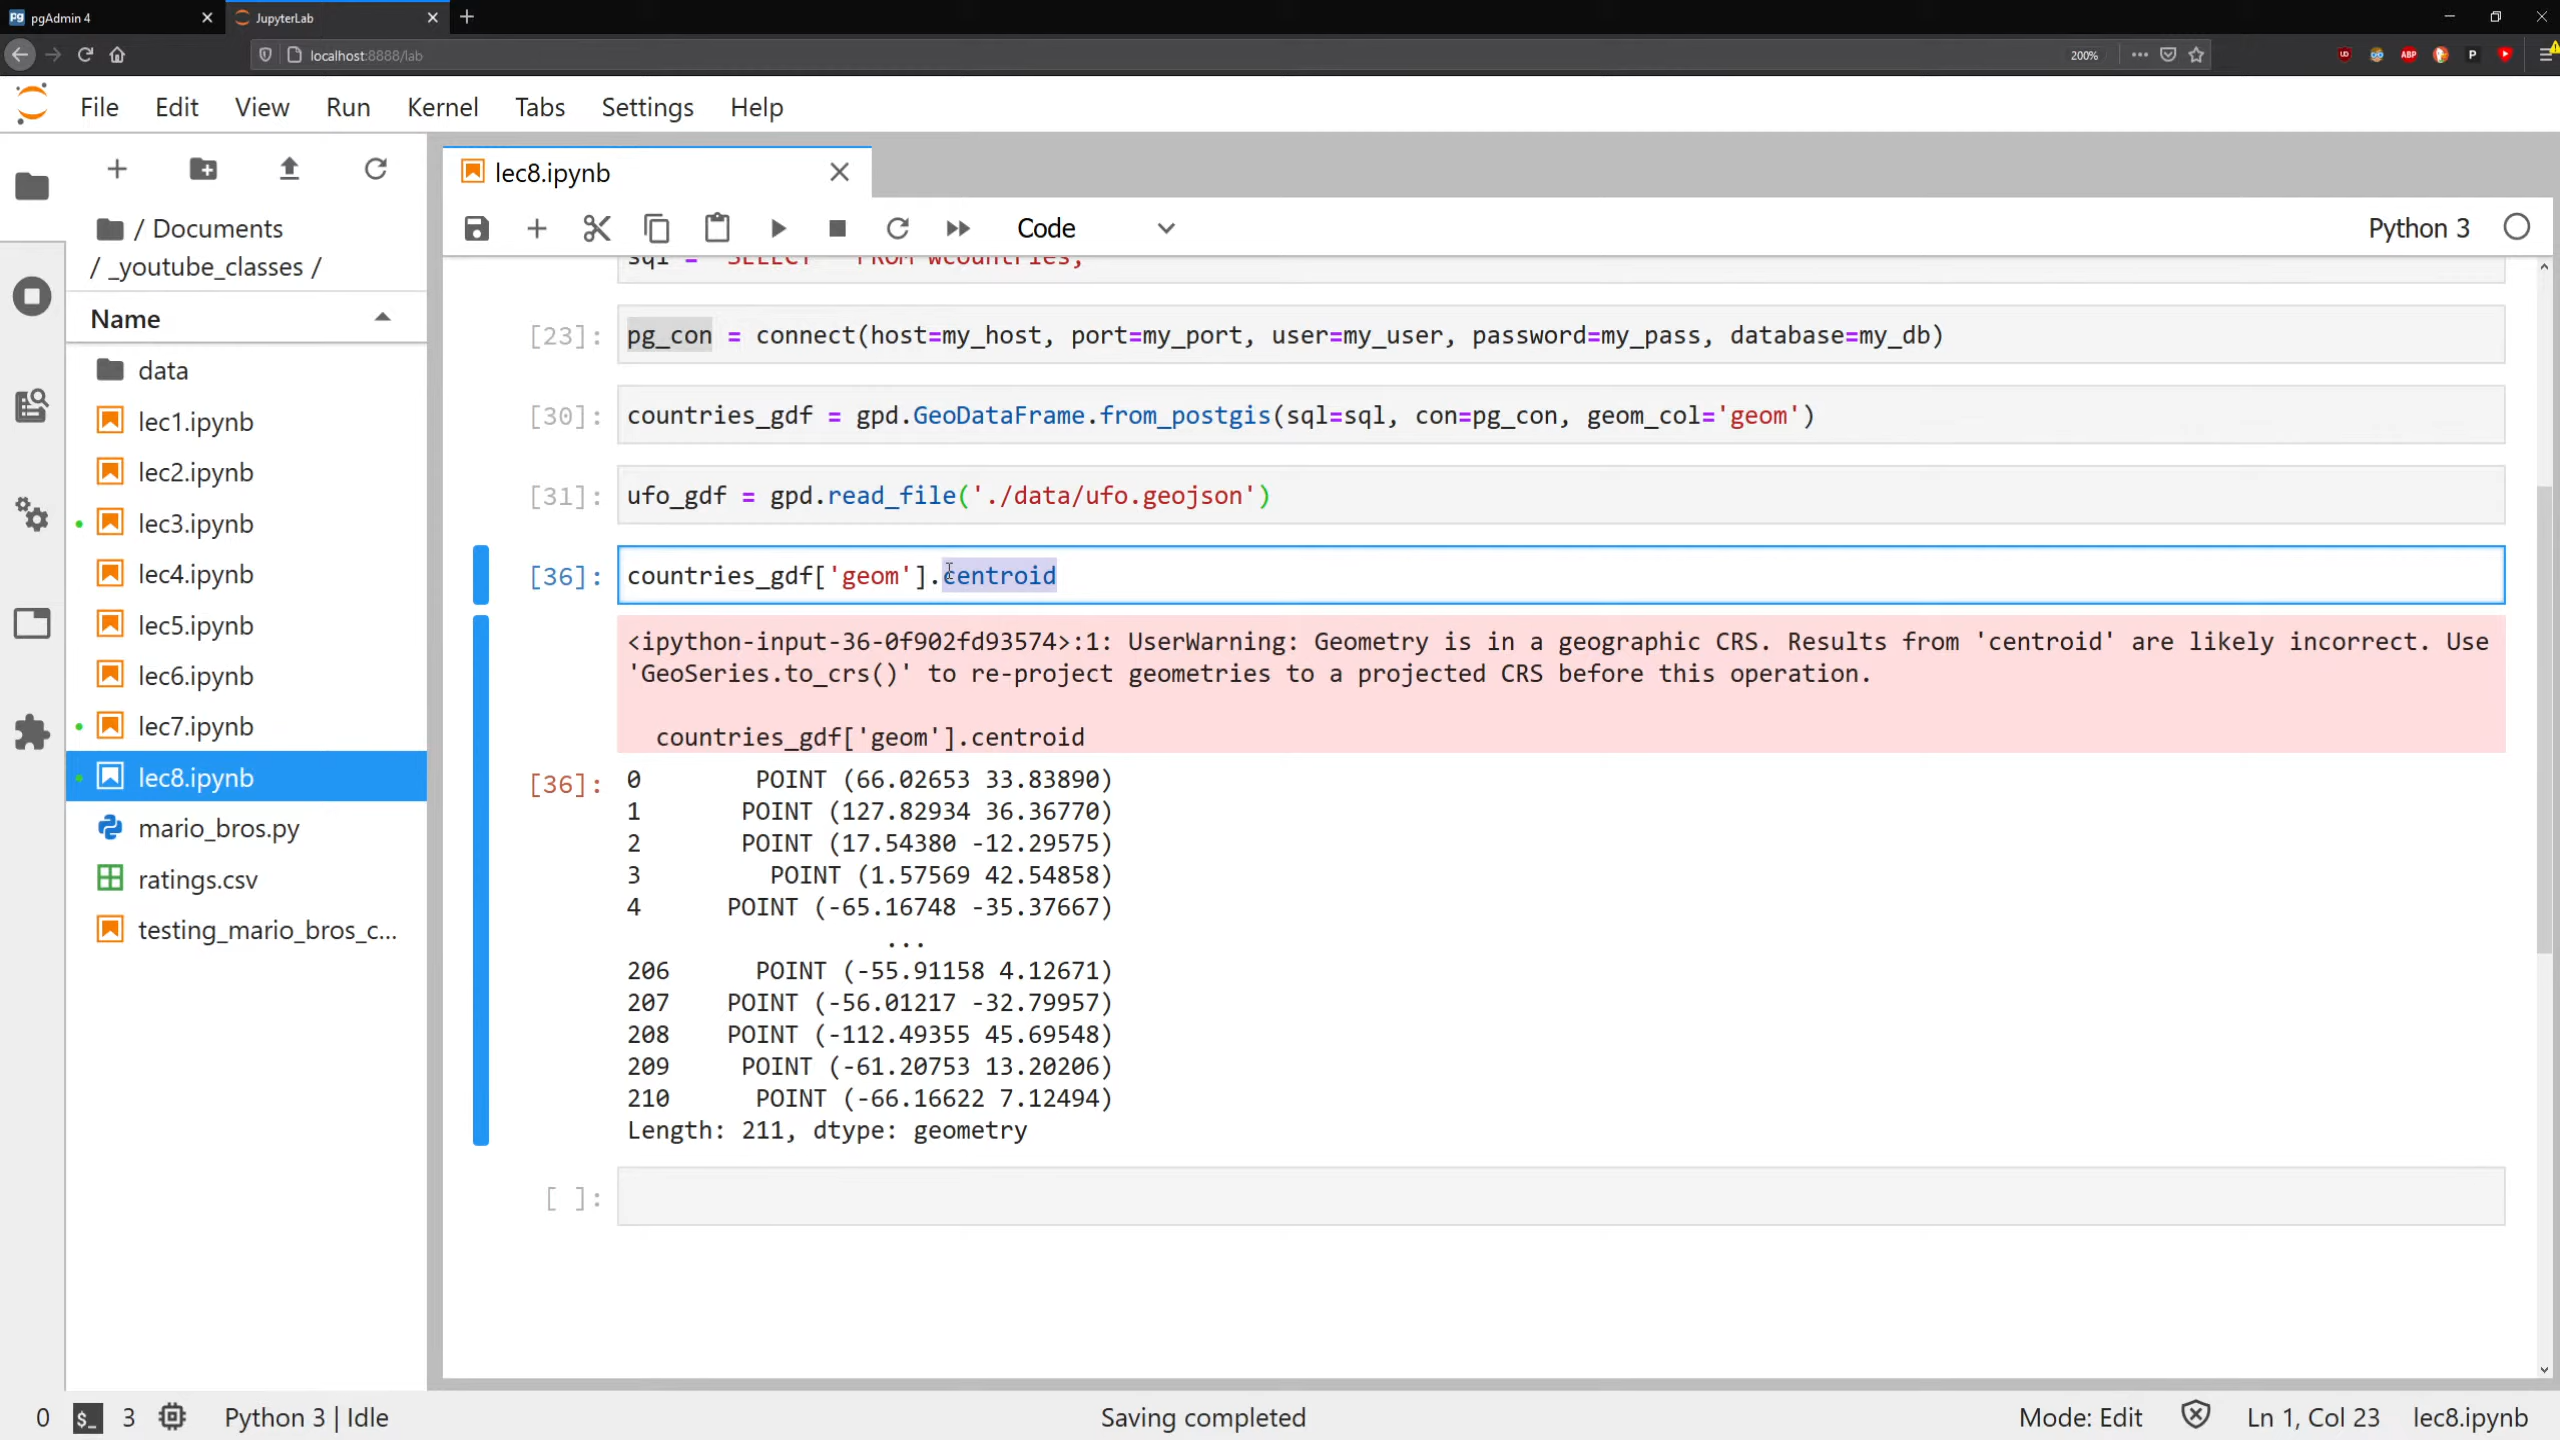 pgAdmin 4
JupyterLab
localhost:8888/lab
200%
File Edit View Run Kernel Tabs Settings Help
/ Documents
/ _youtube_classes /
Name
data
lec1.ipynb
lec2.ipynb
lec3.ipynb
lec4.ipynb
lec5.ipynb
lec6.ipynb
lec7.ipynb
lec8.ipynb
mario_bros.py
ratings.csv
testing_mario_bros_c...
lec8.ipynb
Code
Python 3
[23]: pg_con = connect(host=my_host, port=my_port, user=my_user, password=my_pass, database=my_db)
[30]: countries_gdf = gpd.GeoDataFrame.from_postgis(sql=sql, con=pg_con, geom_col='geom')
[31]: ufo_gdf = gpd.read_file('./data/ufo.geojson')
[36]: countries_gdf['geom'].centroid
<ipython-input-36-0f902fd93574>:1: UserWarning: Geometry is in a geographic CRS. Results from 'centroid' are likely incorrect. Use
'GeoSeries.to_crs()' to re-project geometries to a projected CRS before this operation.
countries_gdf['geom'].centroid
[36]: 0 POINT (66.02653 33.83890)
1 POINT (127.82934 36.36770)
2 POINT (17.54380 -12.29575)
3 POINT (1.57569 42.54858)
4 POINT (-65.16748 -35.37667)
...
206 POINT (-55.91158 4.12671)
207 POINT (-56.01217 -32.79957)
208 POINT (-112.49355 45.69548)
209 POINT (-61.20753 13.20206)
210 POINT (-66.16622 7.12494)
Length: 211, dtype: geometry
[ ]:
0 $_ 3 Python 3 | Idle Saving completed Mode: Edit Ln 1, Col 23 lec8.ipynb